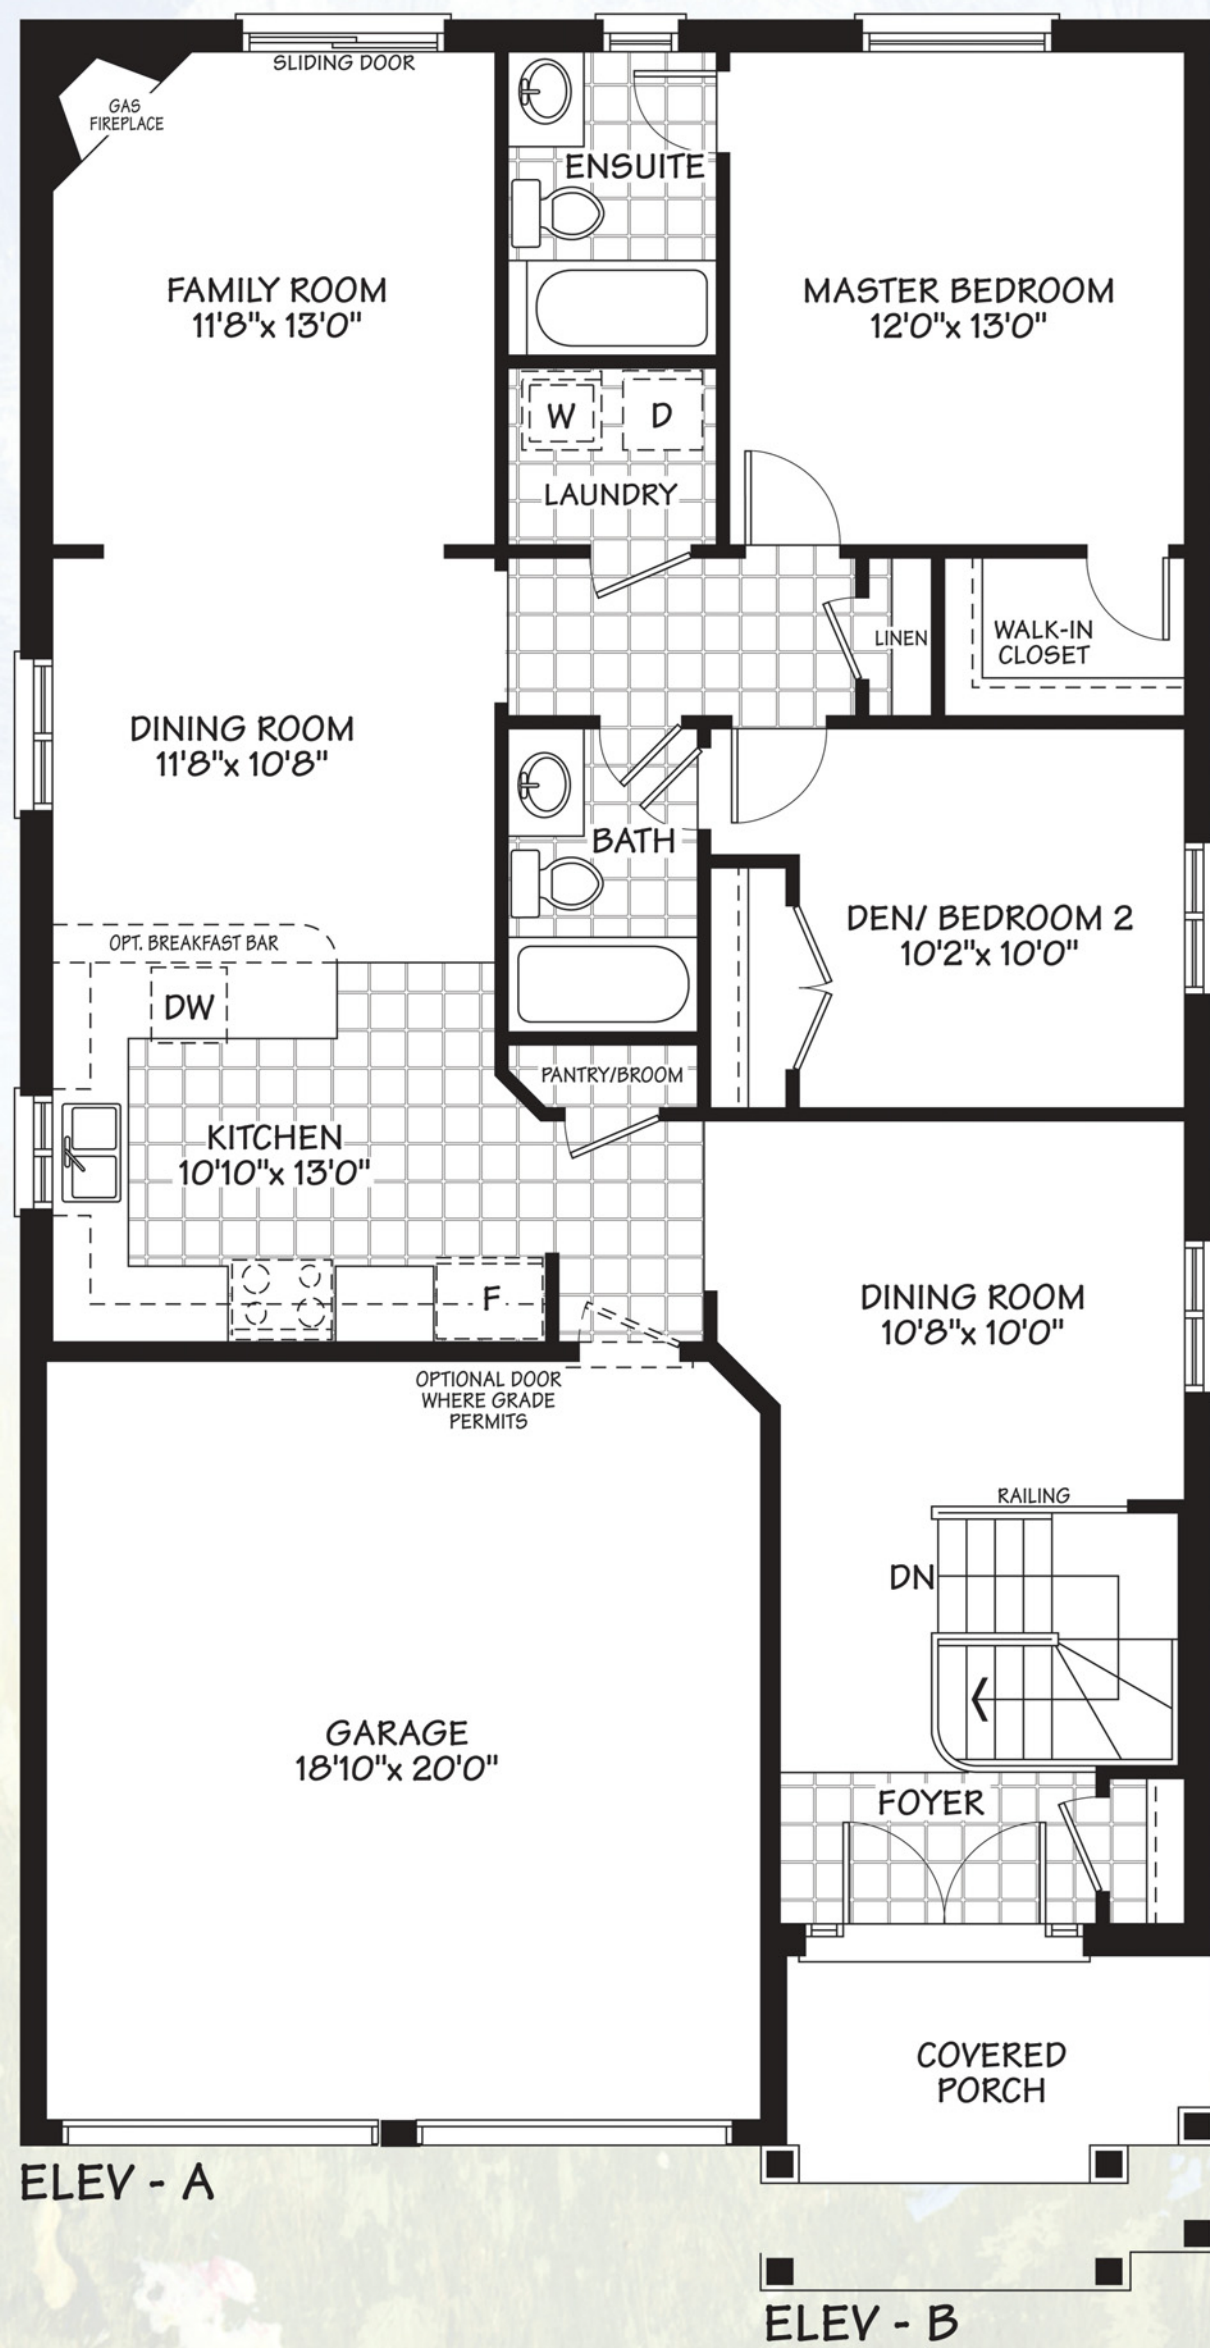 SLIDING DOOR
GAS
FIREPLACE
ENSUITE
FAMILY ROOM
11'8"x 13'0"
MASTER BEDROOM
12'0"x 13'0"
W
D
LAUNDRY
LINEN
WALK-IN
CLOSET
DINING ROOM
11'8"x 10'8"
BATH
DEN/ BEDROOM 2
10'2"x 10'0"
OPT. BREAKFAST BAR
DW
PANTRY/BROOM
KITCHEN
10'10"x 13'0"
F
DINING ROOM
10'8"x 10'0"
OPTIONAL DOOR
WHERE GRADE
PERMITS
RAILING
DN
GARAGE
18'10"x 20'0"
FOYER
COVERED
PORCH
ELEV - A
ELEV - B